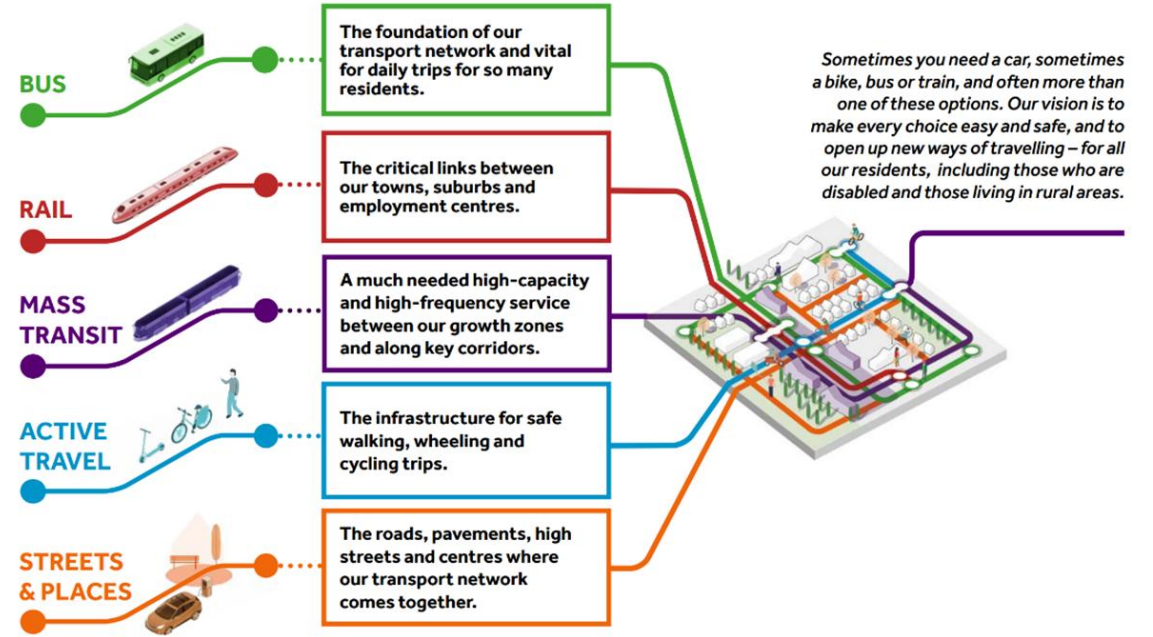 BUS
The foundation of our
transport network and vital
for daily trips for so many
residents.
RAIL
The critical links between
our towns, suburbs and
employment centres.
MASS
TRANSIT
A much needed high-capacity
and high-frequency service
between our growth zones
and along key corridors.
ACTIVE
TRAVEL
The infrastructure for safe
walking, wheeling and
cycling trips.
STREETS
& PLACES
The roads, pavements, high
streets and centres where
our transport network
comes together.
Sometimes you need a car, sometimes
a bike, bus or train, and often more than
one of these options. Our vision is to
make every choice easy and safe, and to
open up new ways of travelling – for all
our residents, including those who are
disabled and those living in rural areas.